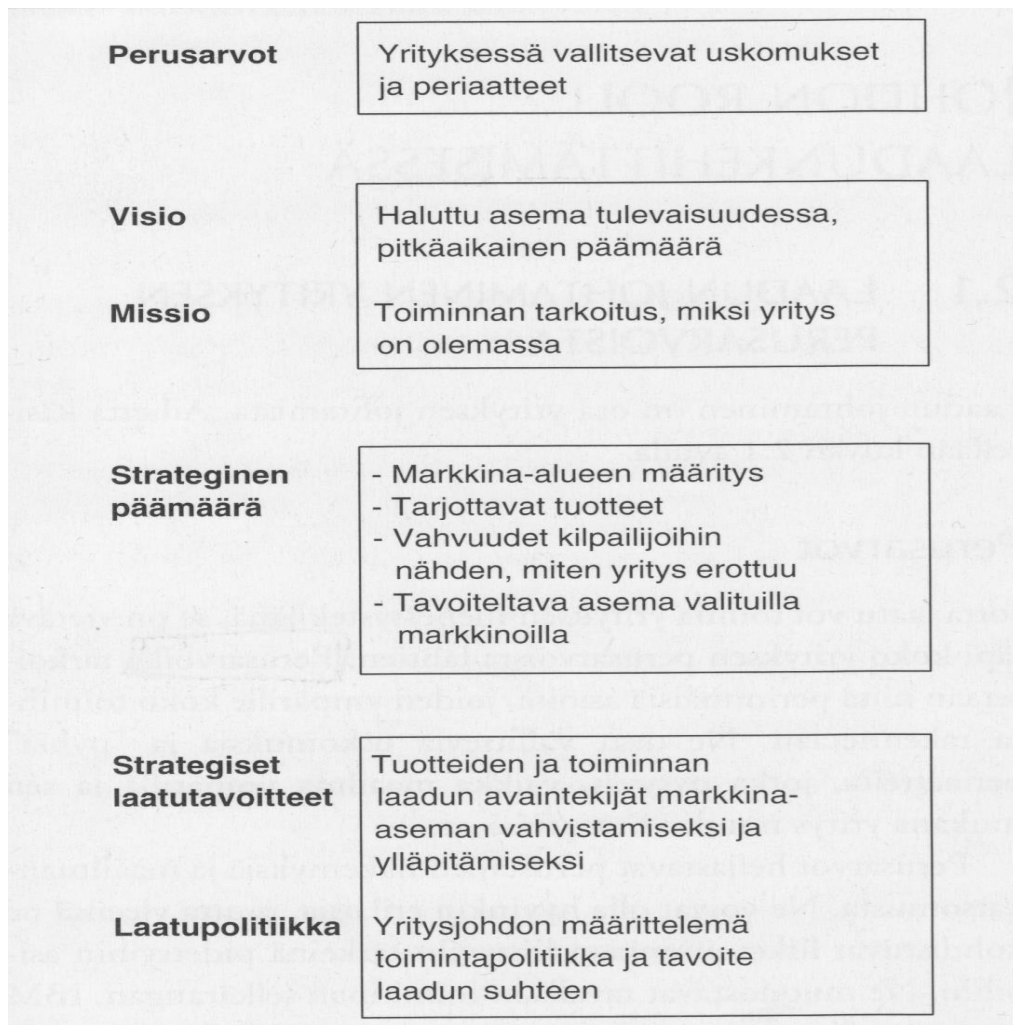 Perusarvot
Yrityksessä vallitsevat uskomukset
ja periaatteet
Visio
Haluttu asema tulevaisuudessa,
pitkäaikainen päämäärä
Missio
Toiminnan tarkoitus, miksi yritys
on olemassa
Strateginen
päämäärä
- Markkina-alueen määritys
- Tarjottavat tuotteet
- Vahvuudet kilpailijoihin
nähden, miten yritys erottuu
- Tavoiteltava asema valituilla
markkinoilla
Strategiset
laatutavoitteet
Tuotteiden ja toiminnan
laadun avaintekijät markkina-
aseman vahvistamiseksi ja
ylläpitämiseksi
Laatupolitiikka
Yritysjohdon määrittelemä
toimintapolitiikka ja tavoite
laadun suhteen